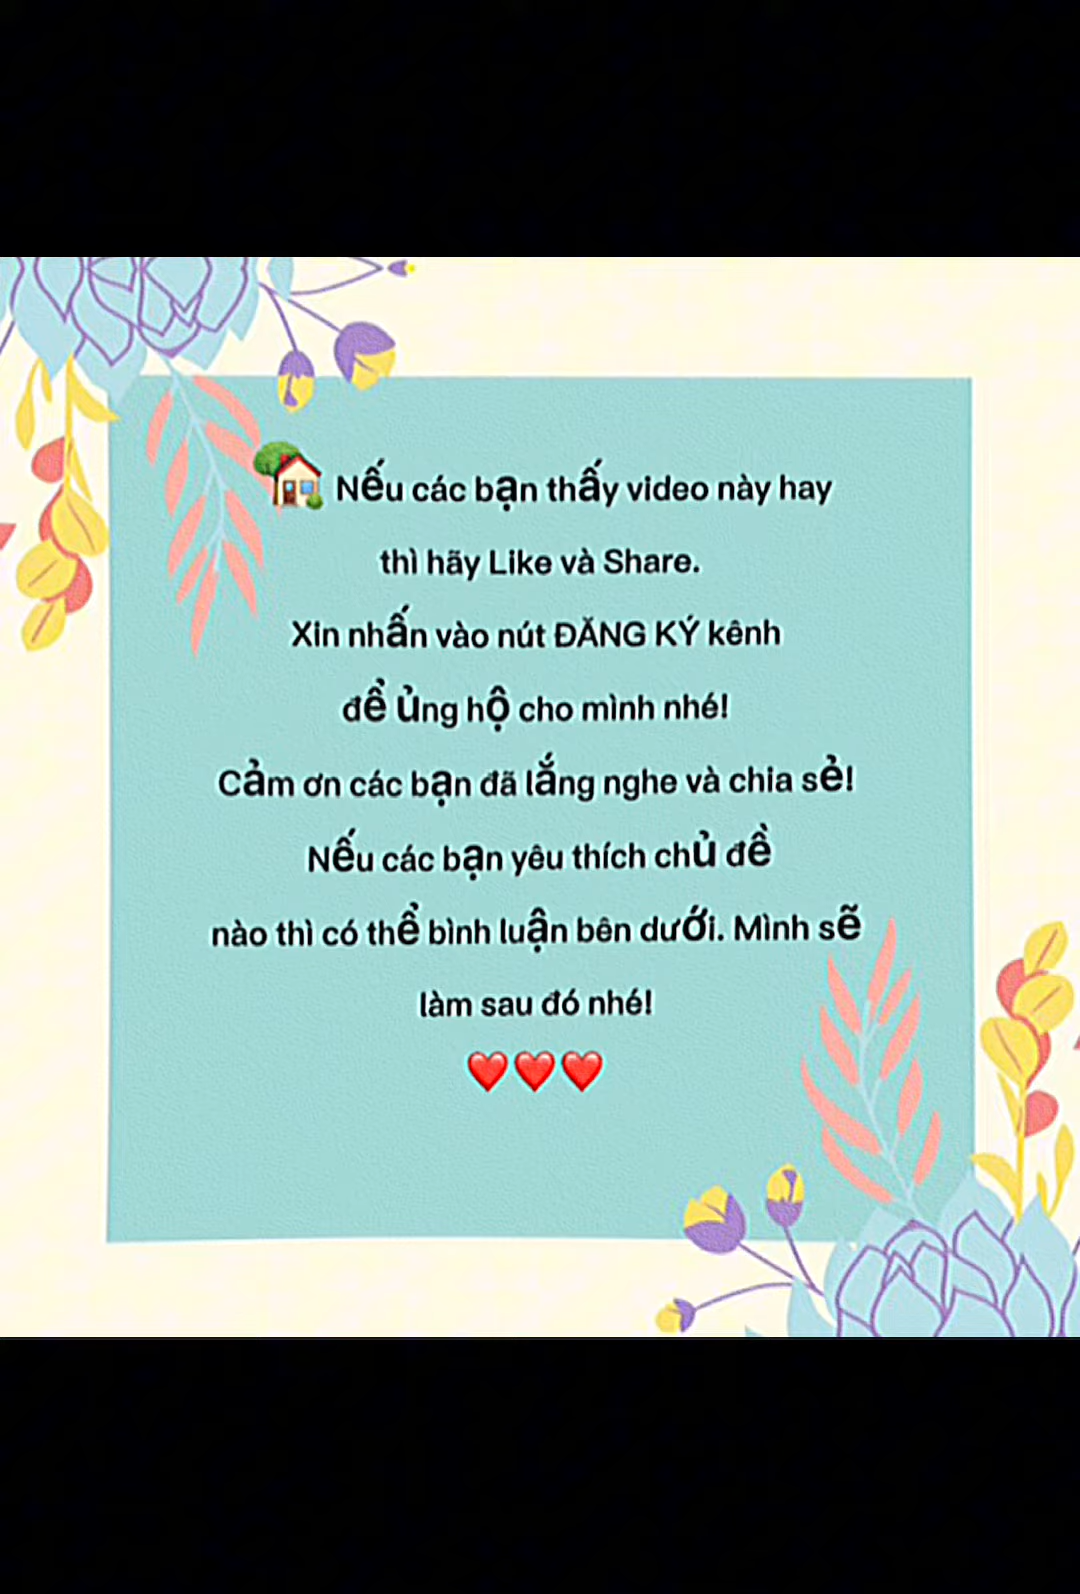 🏡 Nếu các bạn thấy video này hay
thì hãy Like và Share.
Xin nhấn vào nút ĐĂNG KÝ kênh
để ủng hộ cho mình nhé!
Cảm ơn các bạn đã lắng nghe và chia sẻ!
Nếu các bạn yêu thích chủ đề
nào thì có thể bình luận bên dưới. Mình sẽ
làm sau đó nhé!
❤️❤️❤️